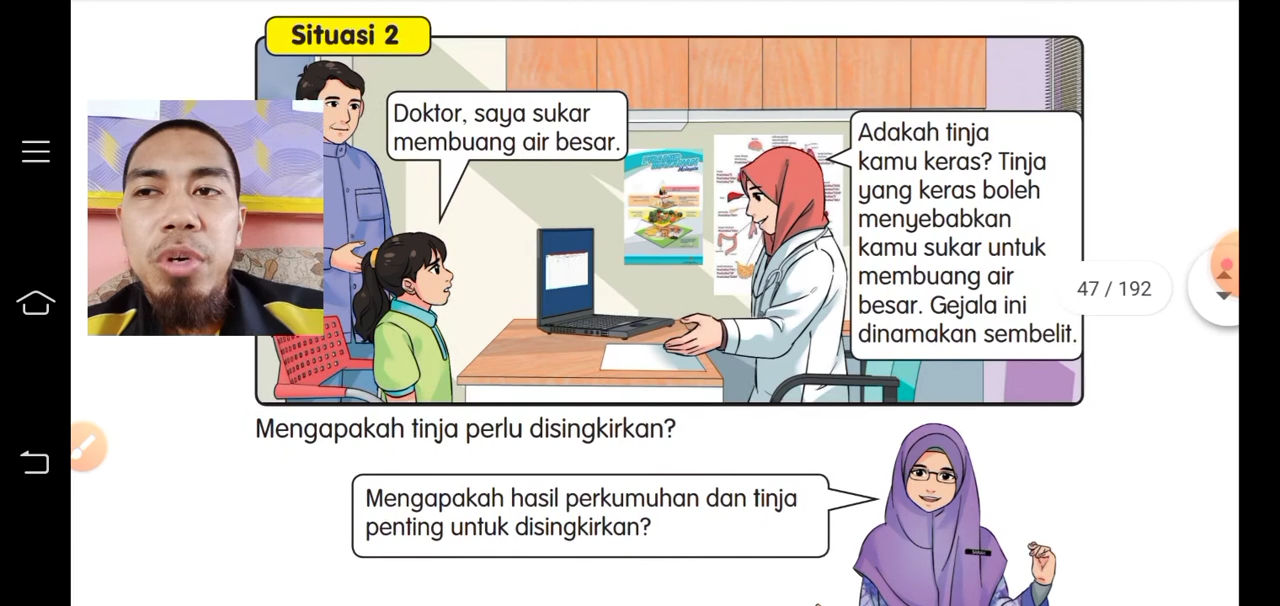 Situasi 2
Doktor, saya sukar
membuang air besar.
Adakah tinja
kamu keras? Tinja
yang keras boleh
menyebabkan
kamu sukar untuk
membuang air
besar. Gejala ini
dinamakan sembelit.
47 / 192
Mengapakah tinja perlu disingkirkan?
Mengapakah hasil perkumuhan dan tinja
penting untuk disingkirkan?